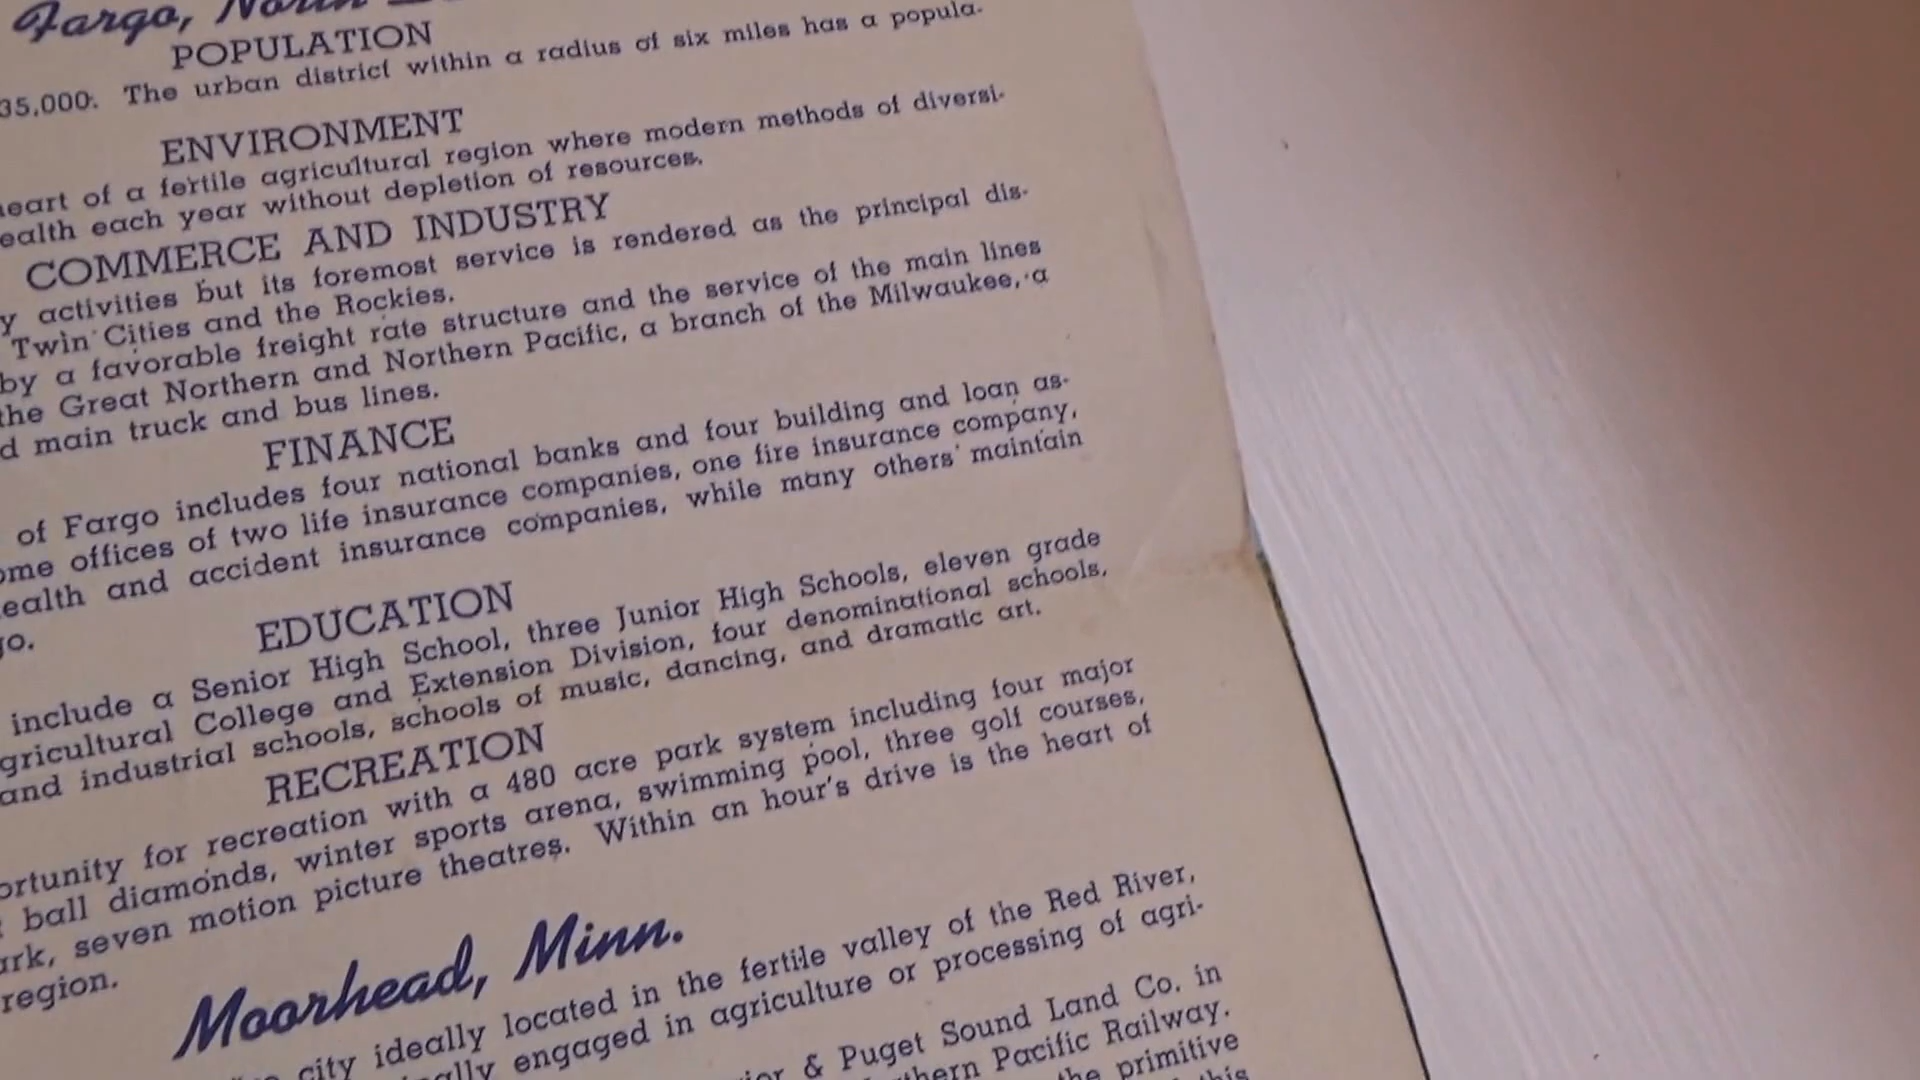 Fargo, North
POPULATION
35,000. The urban district within a radius of six miles has a popula-
ENVIRONMENT
heart of a fertile agricultural region where modern methods of diversi-
ealth each year without depletion of resources.
COMMERCE AND INDUSTRY
y activities but its foremost service is rendered as the principal dis-
Twin Cities and the Rockies.
by a favorable freight rate structure and the service of the main lines
the Great Northern and Northern Pacific, a branch of the Milwaukee, a
d main truck and bus lines.
FINANCE
of Fargo includes four national banks and four building and loan as-
ome offices of two life insurance companies, one fire insurance company,
ealth and accident insurance companies, while many others maintain
go.
EDUCATION
include a Senior High School, three Junior High Schools, eleven grade
gricultural College and Extension Division, four denominational schools,
and industrial schools, schools of music, dancing, and dramatic art.
RECREATION
ortunity for recreation with a 480 acre park system including four major
ball diamonds, winter sports arena, swimming pool, three golf courses,
ark, seven motion picture theatres. Within an hour's drive is the heart of
region.
Moorhead, Minn.
city ideally located in the fertile valley of the Red River,
ally engaged in agriculture or processing of agri-
ior & Puget Sound Land Co. in
thern Pacific Railway.
the primitive
this